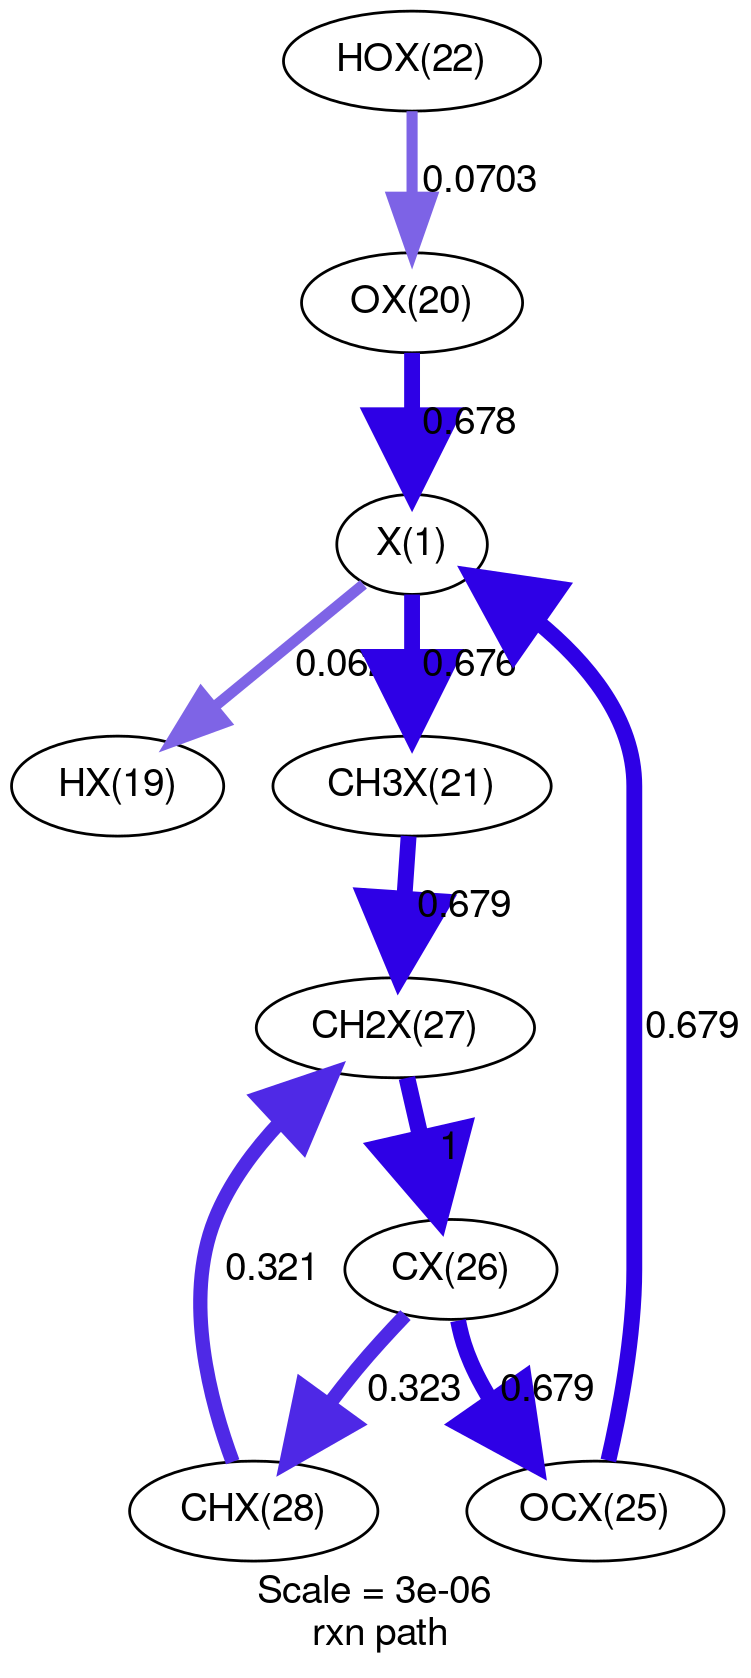 HOX(22)
0.0703
OX(20)
0.678
X(1)
0.676
HX(19)
CH3X(21)
0.679
CH2X(27)
0.679
1
0.321
CX(26)
0.323
0.679
CHX(28)
OCX(25)
Scale = 3e-06
rxn path